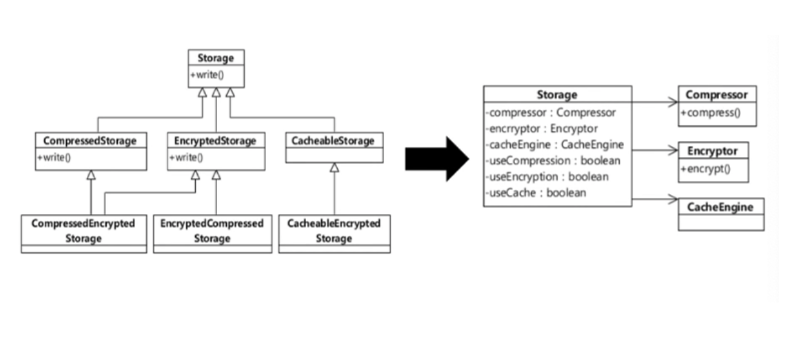 Storage
+write()
CompressedStorage
+write()
EncryptedStorage
+write()
CacheableStorage
CompressedEncrypted
Storage
EncryptedCompressed
Storage
CacheableEncrypted
Storage
Storage
-compressor : Compressor
-encrryptor : Encryptor
-cacheEngine : CacheEngine
-useCompression : boolean
-useEncryption : boolean
-useCache : boolean
Compressor
+compress()
Encryptor
+encrypt()
CacheEngine